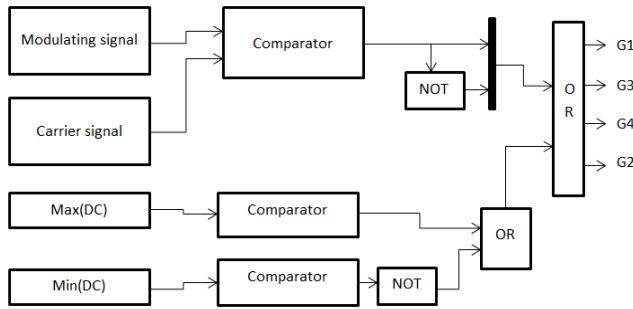 Modulating signal
Comparator
NOT
Carrier signal
O
R
G1
G3
G4
G2
Max(DC)
Comparator
OR
Min(DC)
Comparator
NOT